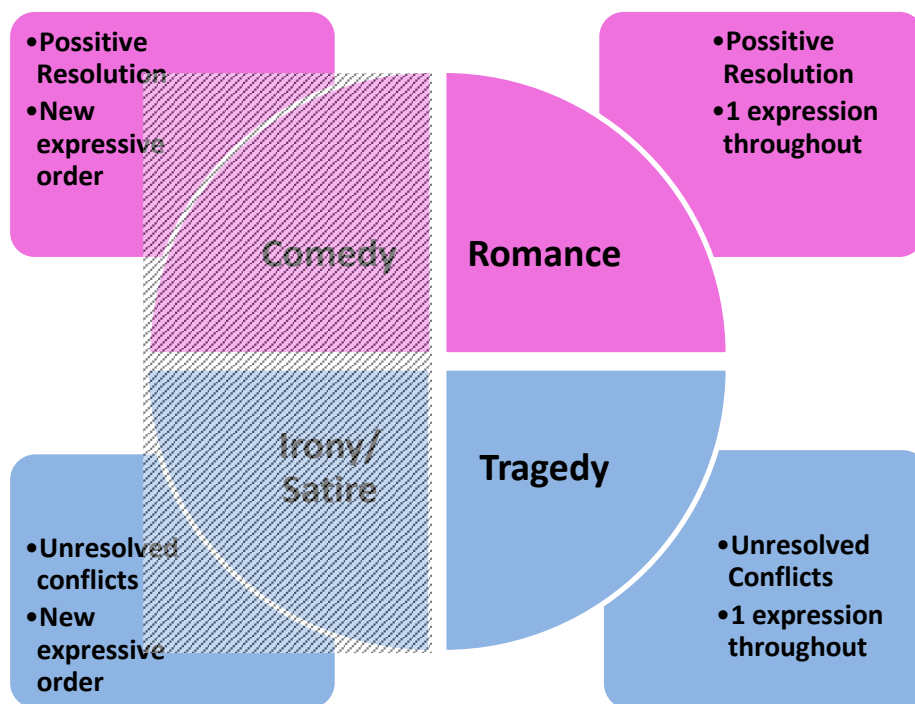 •Possitive
Resolution
•New
expressive
order
•Possitive
Resolution
•1 expression
throughout
Comedy
Romance
Irony/
Satire
Tragedy
•Unresolved
conflicts
•New
expressive
order
•Unresolved
Conflicts
•1 expression
throughout